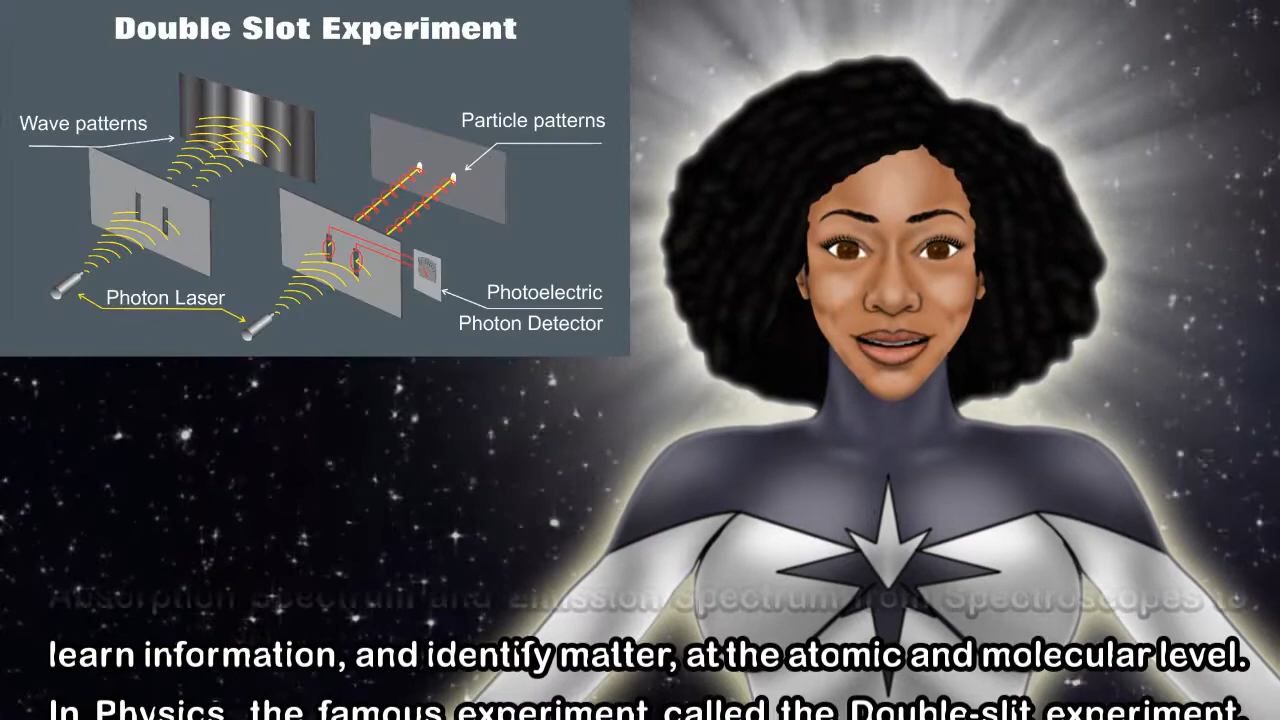 Double Slot Experiment
Wave patterns
Particle patterns
Photon Laser
Photoelectric
Photon Detector
Absorption Spectrum and Emission Spectrum from Spectroscopes to
learn information, and identify matter, at the atomic and molecular level.
In Physics, the famous experiment called the Double-slit experiment,